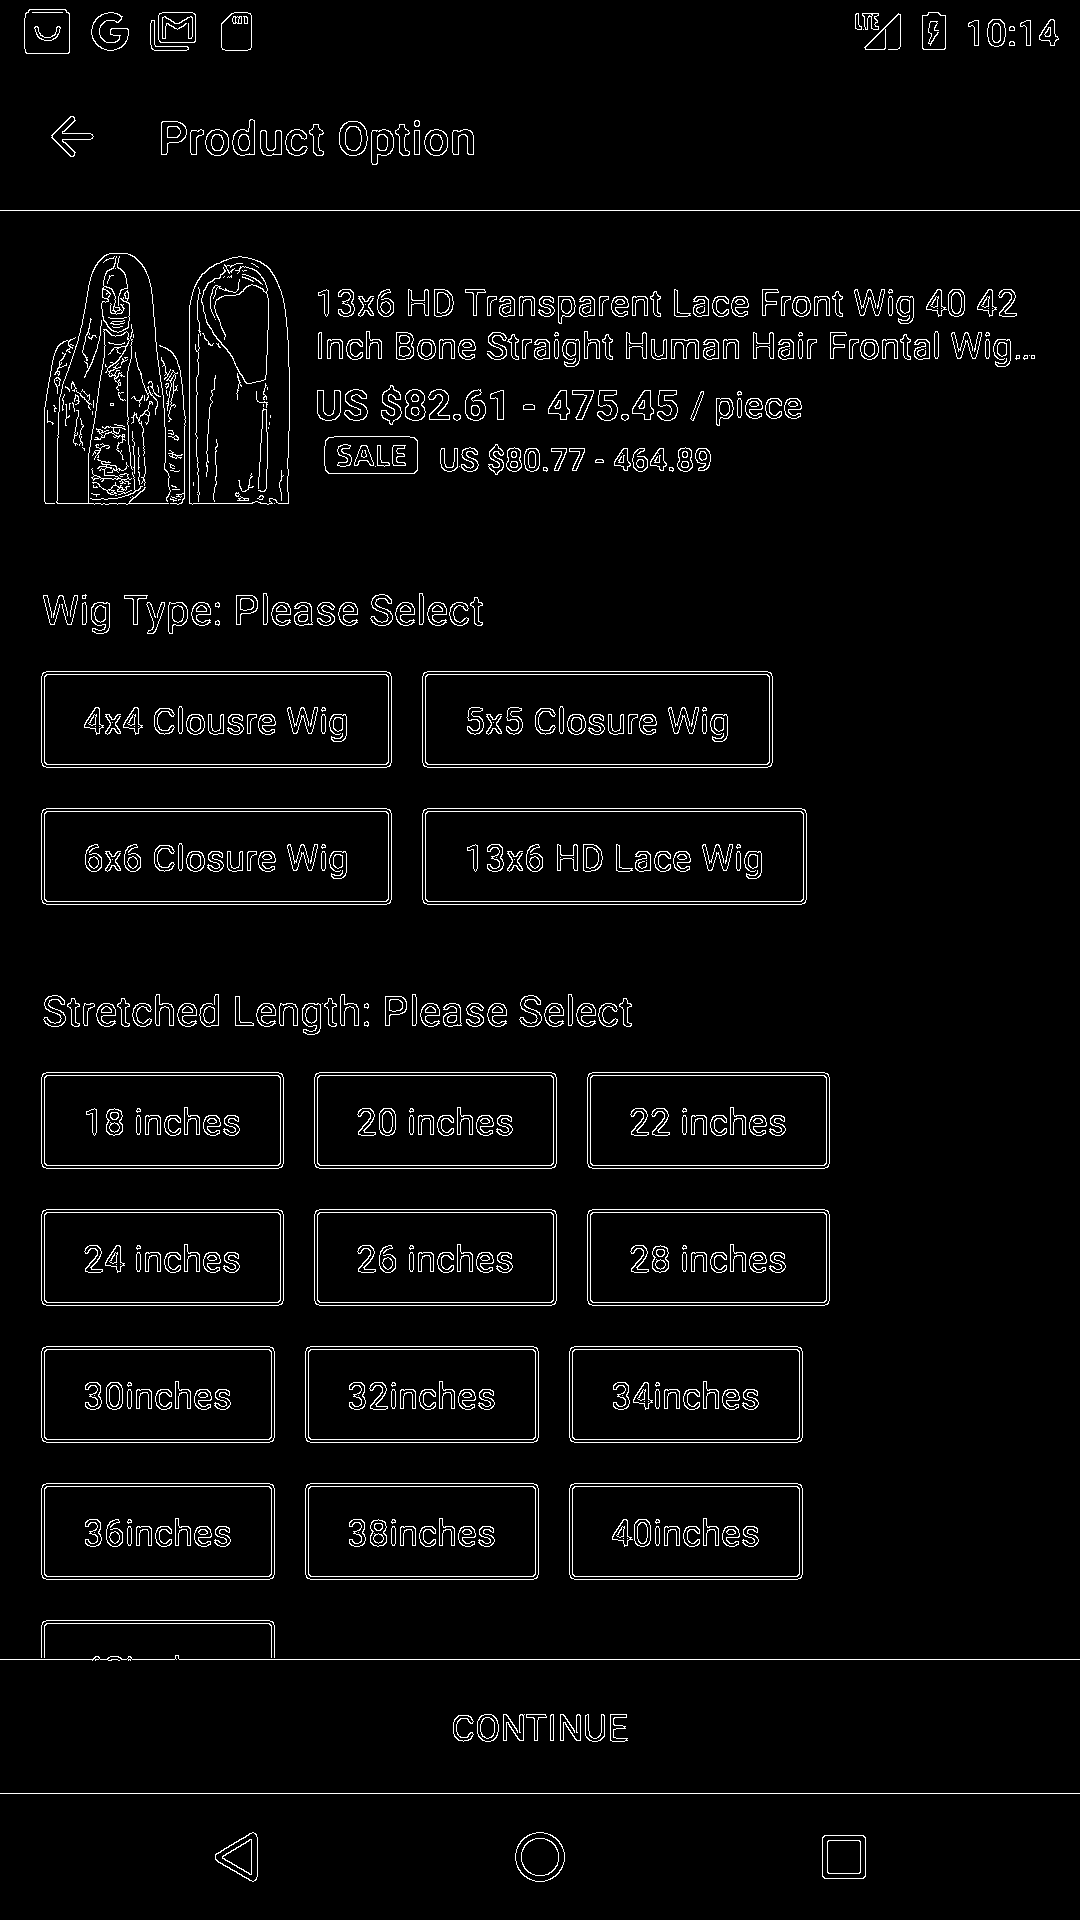 LTE 10:14
Product Option
13x6 HD Transparent Lace Front Wig 40 42
Inch Bone Straight Human Hair Frontal Wig...
US $82.61 - 475.45 / piece
SALE US $80.77 - 464.89
Wig Type: Please Select
4x4 Clousre Wig 5x5 Closure Wig
6x6 Closure Wig 13x6 HD Lace Wig
Stretched Length: Please Select
18 inches 20 inches 22 inches
24 inches 26 inches 28 inches
30inches 32inches 34inches
36inches 38inches 40inches
CONTINUE